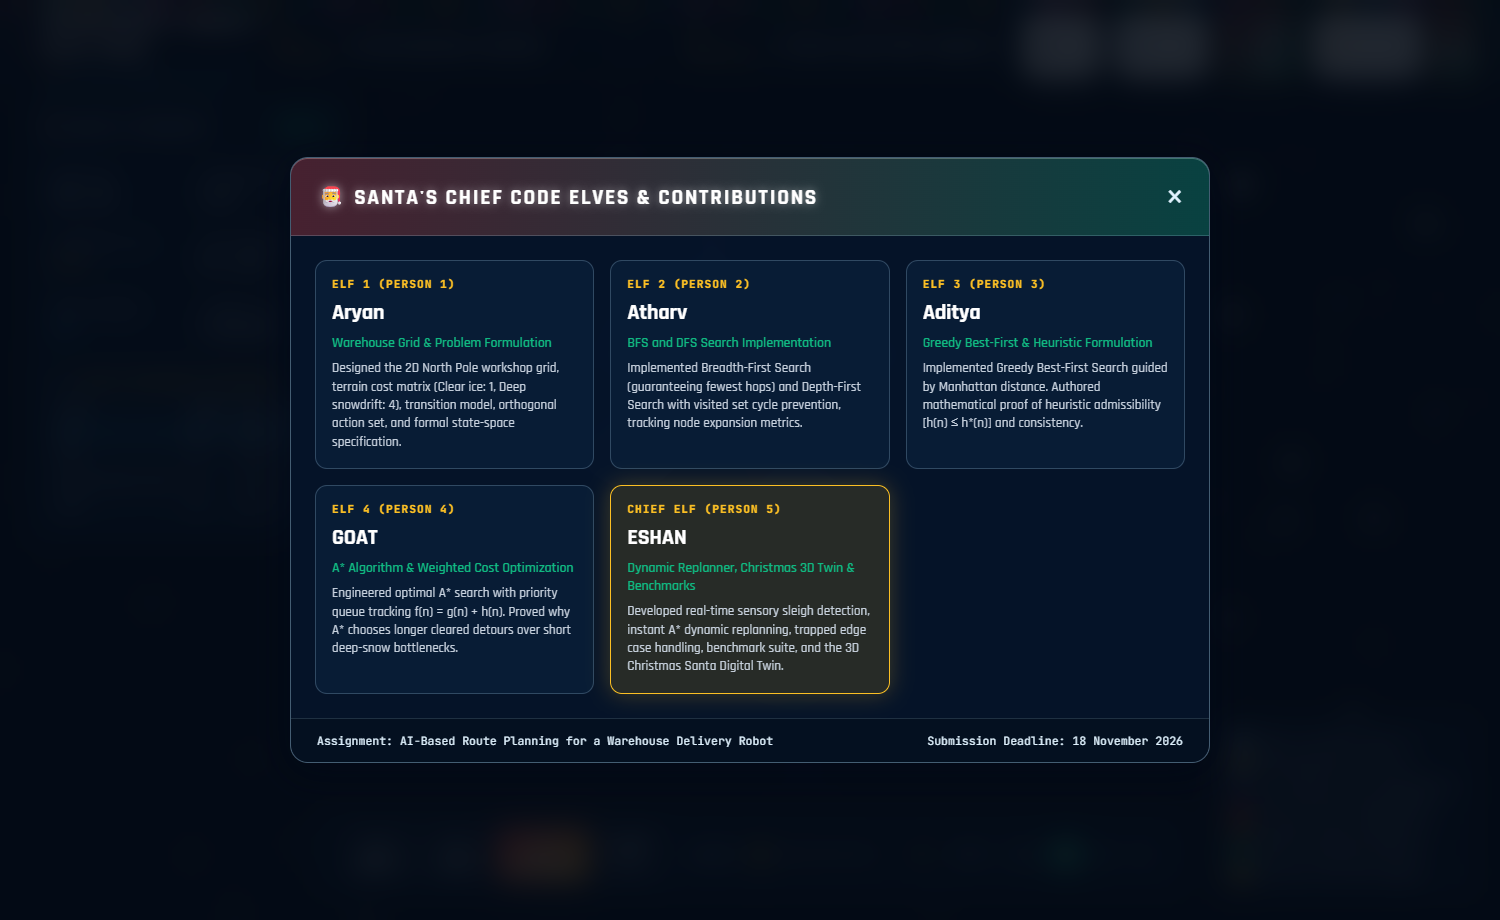 SANTA'S CHIEF CODE ELVES & CONTRIBUTIONS
×
ELF 1 (PERSON 1)
Aryan
Warehouse Grid & Problem Formulation
Designed the 2D North Pole workshop grid,
terrain cost matrix (Clear ice: 1, Deep
snowdrift: 4), transition model, orthogonal
action set, and formal state-space
specification.
ELF 2 (PERSON 2)
Atharv
BFS and DFS Search Implementation
Implemented Breadth-First Search
(guaranteeing fewest hops) and Depth-First
Search with visited set cycle prevention,
tracking node expansion metrics.
ELF 3 (PERSON 3)
Aditya
Greedy Best-First & Heuristic Formulation
Implemented Greedy Best-First Search guided
by Manhattan distance. Authored
mathematical proof of heuristic admissibility
[h(n) ≤ h*(n)] and consistency.
ELF 4 (PERSON 4)
GOAT
A* Algorithm & Weighted Cost Optimization
Engineered optimal A* search with priority
queue tracking f(n) = g(n) + h(n). Proved why
A* chooses longer cleared detours over short
deep-snow bottlenecks.
CHIEF ELF (PERSON 5)
ESHAN
Dynamic Replanner, Christmas 3D Twin &
Benchmarks
Developed real-time sensory sleigh detection,
instant A* dynamic replanning, trapped edge
case handling, benchmark suite, and the 3D
Christmas Santa Digital Twin.
Assignment: AI-Based Route Planning for a Warehouse Delivery Robot
Submission Deadline: 18 November 2026